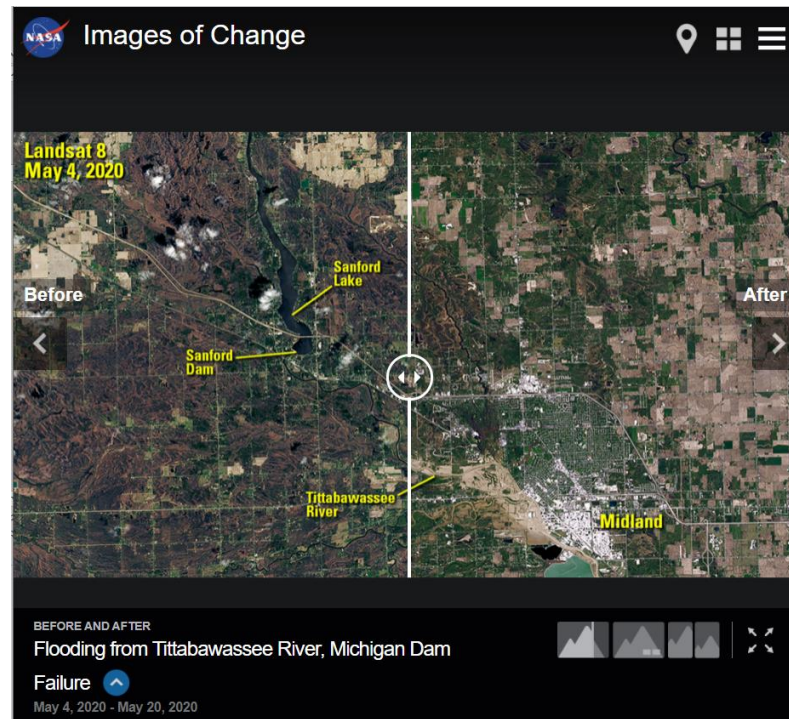 NASA
Images of Change
Landsat 8
May 4, 2020
Sanford
Lake
Before
After
Sanford
Dam
Tittabawassee
River
Midland
BEFORE AND AFTER
Flooding from Tittabawassee River, Michigan Dam
Failure
May 4, 2020 - May 20, 2020